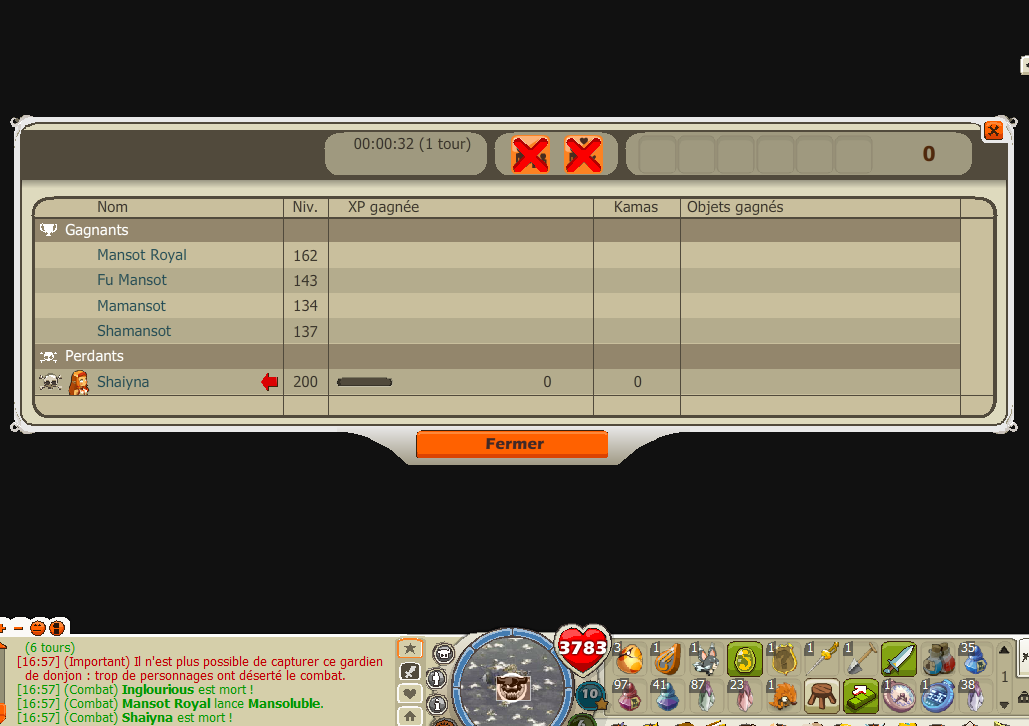 00:00:32 (1 tour)
0
Nom Niv. XP gagnée Kamas Objets gagnés
Gagnants
Mansot Royal 162
Fu Mansot 143
Mamansot 134
Shamansot 137
Perdants
Shaiyna 200 0 0
Fermer
(6 tours)
[16:57] (Important) Il n'est plus possible de capturer ce gardien
de donjon : trop de personnages ont déserté le combat.
[16:57] (Combat) Inglourious est mort !
[16:57] (Combat) Mansot Royal lance Mansoluble.
[16:57] (Combat) Shaiyna est mort !
3783
10
3 1 1 1 1 1 35
97 41 87 23 1 1 1 38
1